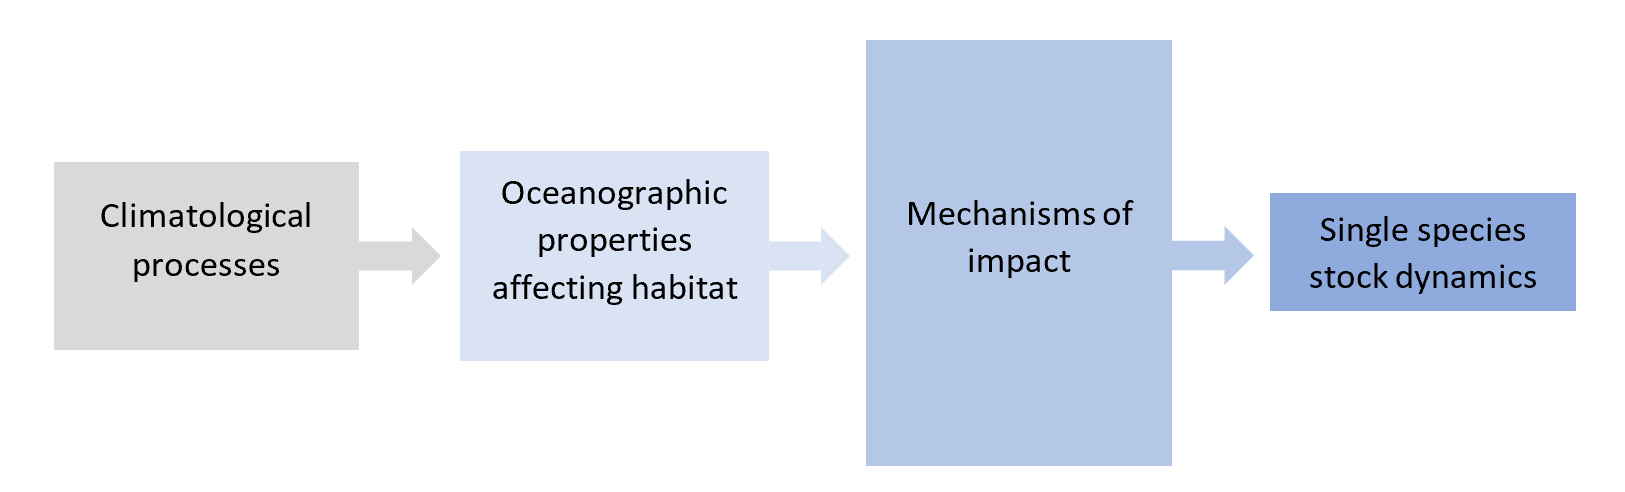 Climatological
processes
Oceanographic
properties
affecting habitat
Mechanisms of
impact
Single species
stock dynamics